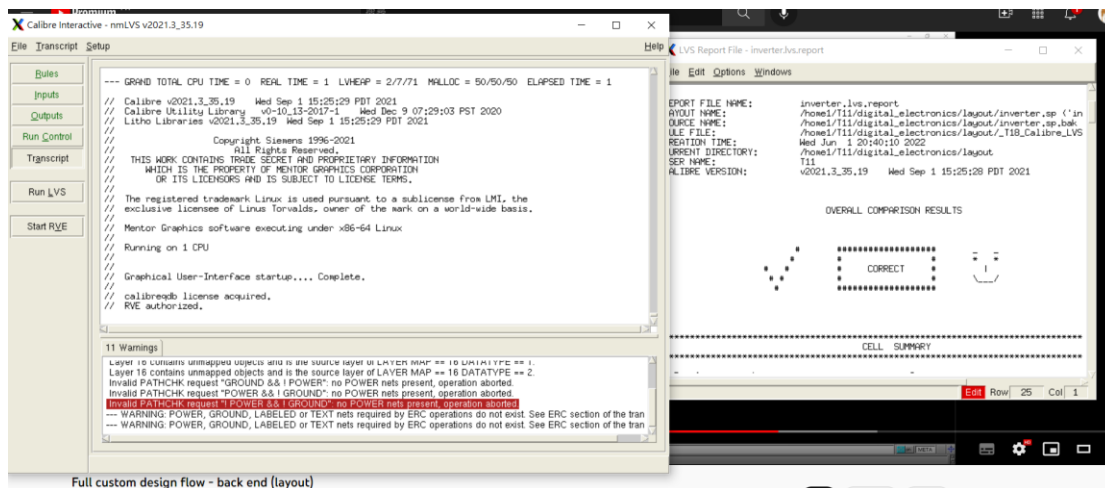 Premium
Calibre Interactive - nmLVS v2021.3_35.19
File Transcript Setup Help
Rules
Inputs
Outputs
Run Control
Transcript
Run LVS
Start RVE
--- GRAND TOTAL CPU TIME = 0 REAL TIME = 1 LVHEAP = 2/7/71 MALLOC = 50/50/50 ELAPSED TIME = 1
// Calibre v2021.3_35.19 Wed Sep 1 15:25:29 PDT 2021
// Calibre Utility Library v0-10_13-2017-1 Wed Dec 9 07:29:03 PST 2020
// Litho Libraries v2021.3_35.19 Wed Sep 1 15:25:29 PDT 2021
//
// Copyright Siemens 1996-2021
// All Rights Reserved.
// THIS WORK CONTAINS TRADE SECRET AND PROPRIETARY INFORMATION
// WHICH IS THE PROPERTY OF MENTOR GRAPHICS CORPORATION
// OR ITS LICENSORS AND IS SUBJECT TO LICENSE TERMS.
//
// The registered trademark Linux is used pursuant to a sublicense from LMI, the
// exclusive licensee of Linus Torvalds, owner of the mark on a world-wide basis.
//
// Mentor Graphics software executing under x86-64 Linux
//
// Running on 1 CPU
//
//
// Graphical User-Interface startup.... Complete.
//
// calibreqdb license acquired.
// RVE authorized.
11 Warnings
Layer 16 contains unmapped objects and is the source layer of LAYER MAP == 16 DATATYPE == 1.
Layer 16 contains unmapped objects and is the source layer of LAYER MAP == 16 DATATYPE == 2.
Invalid PATHCHK request "GROUND && ! POWER": no POWER nets present, operation aborted.
Invalid PATHCHK request "POWER && ! GROUND": no POWER nets present, operation aborted.
Invalid PATHCHK request "! POWER && ! GROUND": no POWER nets present, operation aborted.
--- WARNING: POWER, GROUND, LABELED or TEXT nets required by ERC operations do not exist. See ERC section of the tran
--- WARNING: POWER, GROUND, LABELED or TEXT nets required by ERC operations do not exist. See ERC section of the tran
LVS Report File - inverter.lvs.report
ile Edit Options Windows
EPORT FILE NAME: inverter.lvs.report
AYOUT NAME: /home1/T11/digital_electronics/layout/inverter.sp ('in
OURCE NAME: /home1/T11/digital_electronics/layout/inverter.sp.bak
ULE FILE: /home1/T11/digital_electronics/layout/_T18_Calibre_LVS
REATION TIME: Wed Jun 1 20:40:10 2022
URRENT DIRECTORY: /home1/T11/digital_electronics/layout
SER NAME: T11
ALIBRE VERSION: v2021.3_35.19 Wed Sep 1 15:25:28 PDT 2021
OVERALL COMPARISON RESULTS
CORRECT
CELL SUMMARY
Edit Row 25 Col 1
Full custom design flow - back end (layout)